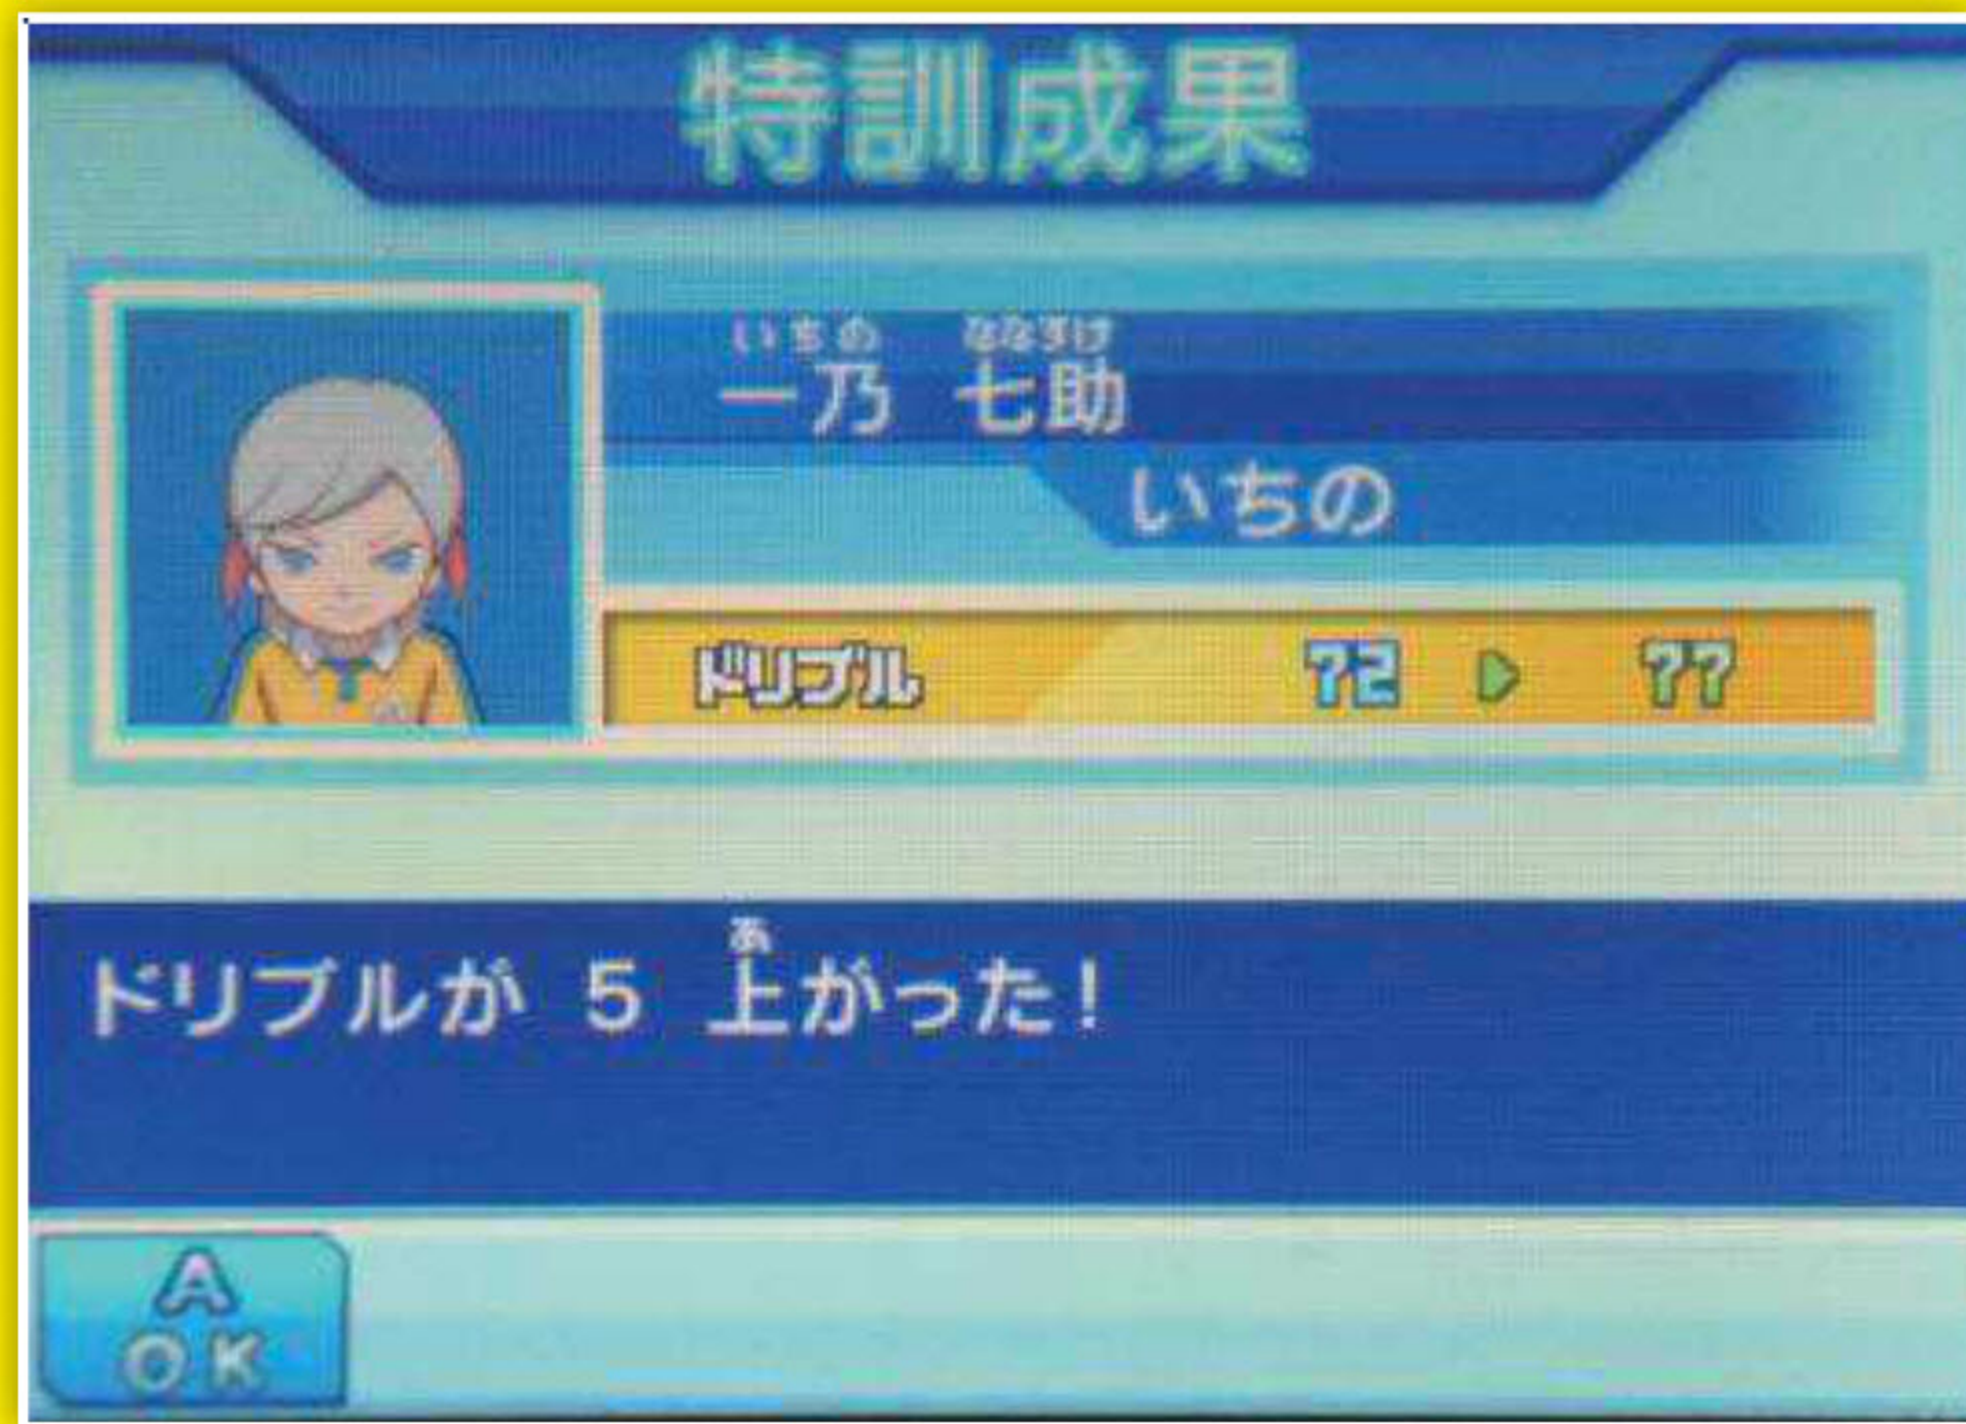 特訓成果
いちの ななすけ
一乃 七助
いちの
ドリブル 72 ▶ 77
ドリブルが 5 上がった!
あ
A
OK